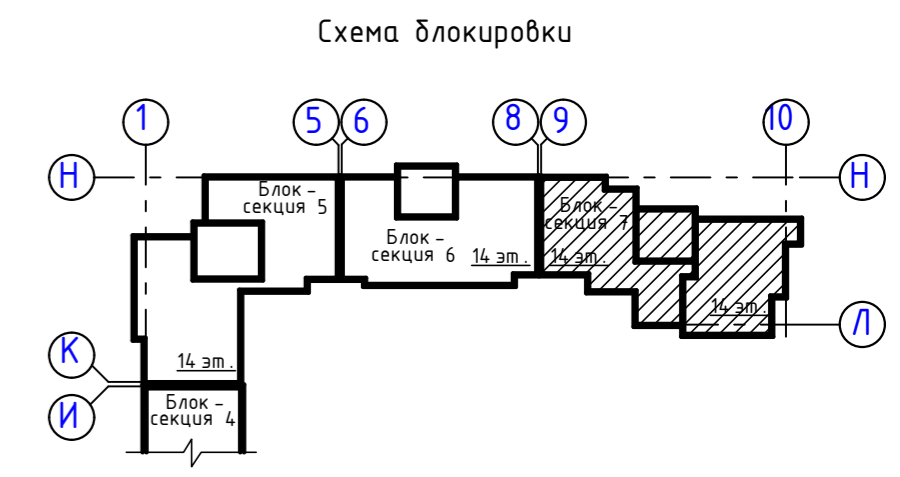 Схема блокировки
1
5
6
8
9
10
Н
Н
Блок -
секция 5
Блок -
секция 7
Блок -
секция 6
14 эт.
14 эт.
14 эт.
Л
К
14 эт.
И
Блок -
секция 4